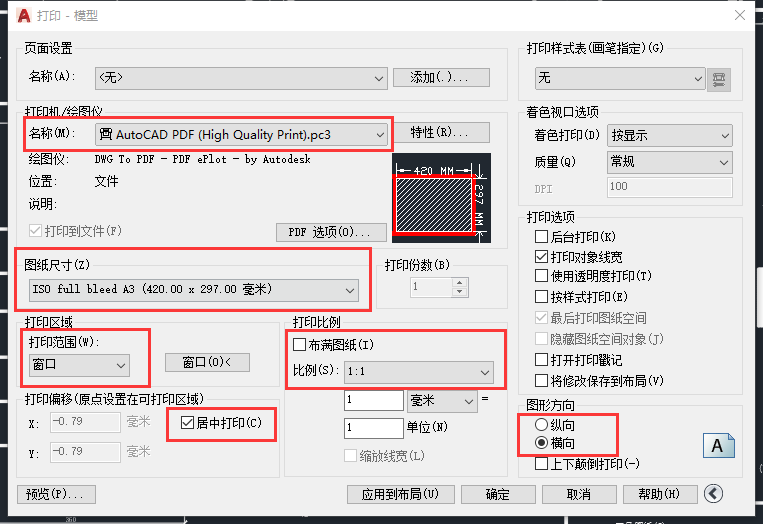 打印 - 模型
页面设置
名称(A):
<无>
添加(.)...
打印机/绘图仪
名称(M):
AutoCAD PDF (High Quality Print).pc3
特性(R)...
绘图仪:
DWG To PDF - PDF ePlot - by Autodesk
位置:
文件
说明:
打印到文件(F)
PDF 选项(O)...
420 MM
297 MM
图纸尺寸(Z)
ISO full bleed A3 (420.00 x 297.00 毫米)
打印份数(B)
1
打印区域
打印范围(W):
窗口
窗口(O)<
打印比例
布满图纸(I)
比例(S):
1:1
1
毫米
=
1
单位(N)
缩放线宽(L)
打印偏移(原点设置在可打印区域)
X:
-0.79
毫米
居中打印(C)
Y:
-0.79
毫米
打印样式表(画笔指定)(G)
无
着色视口选项
着色打印(D)
按显示
质量(Q)
常规
DPI
100
打印选项
后台打印(K)
打印对象线宽
使用透明度打印(T)
按样式打印(E)
最后打印图纸空间
隐藏图纸空间对象(J)
打开打印戳记
将修改保存到布局(V)
图形方向
纵向
横向
上下颠倒打印(-)
A
预览(P)...
应用到布局(U)
确定
取消
帮助(H)